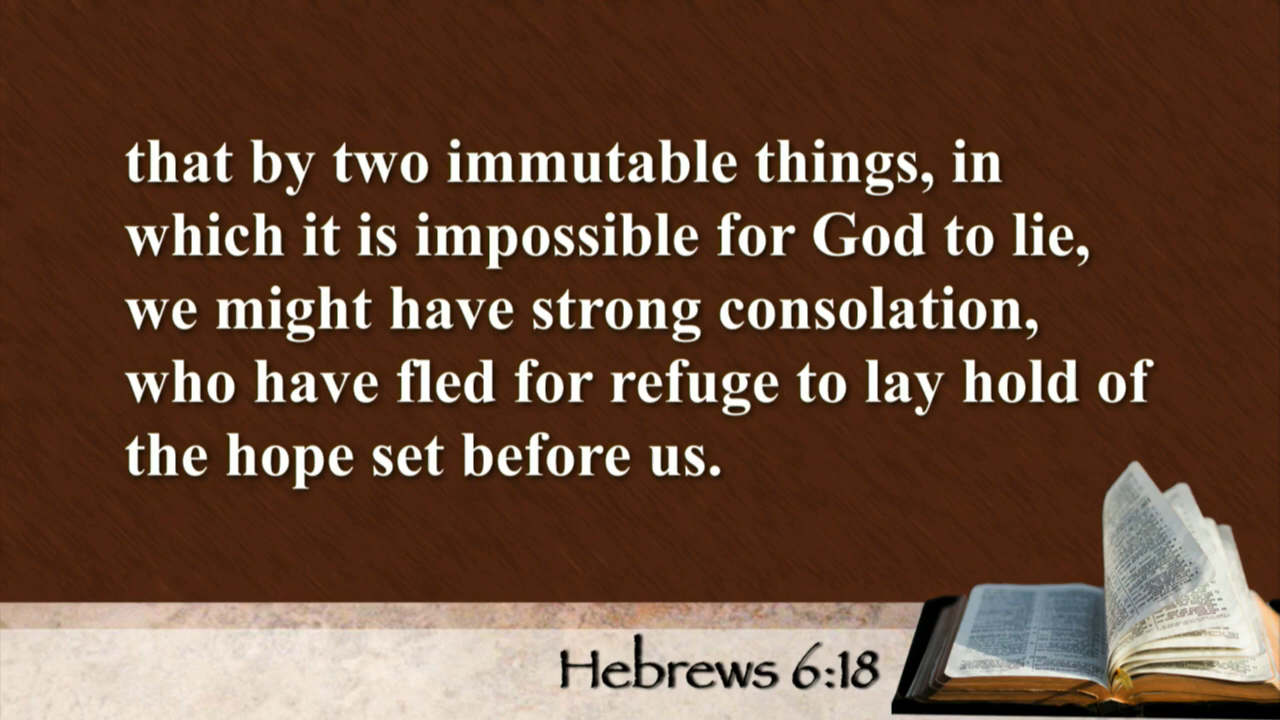 that by two immutable things, in
which it is impossible for God to lie,
we might have strong consolation,
who have fled for refuge to lay hold of
the hope set before us.
Hebrews 6:18